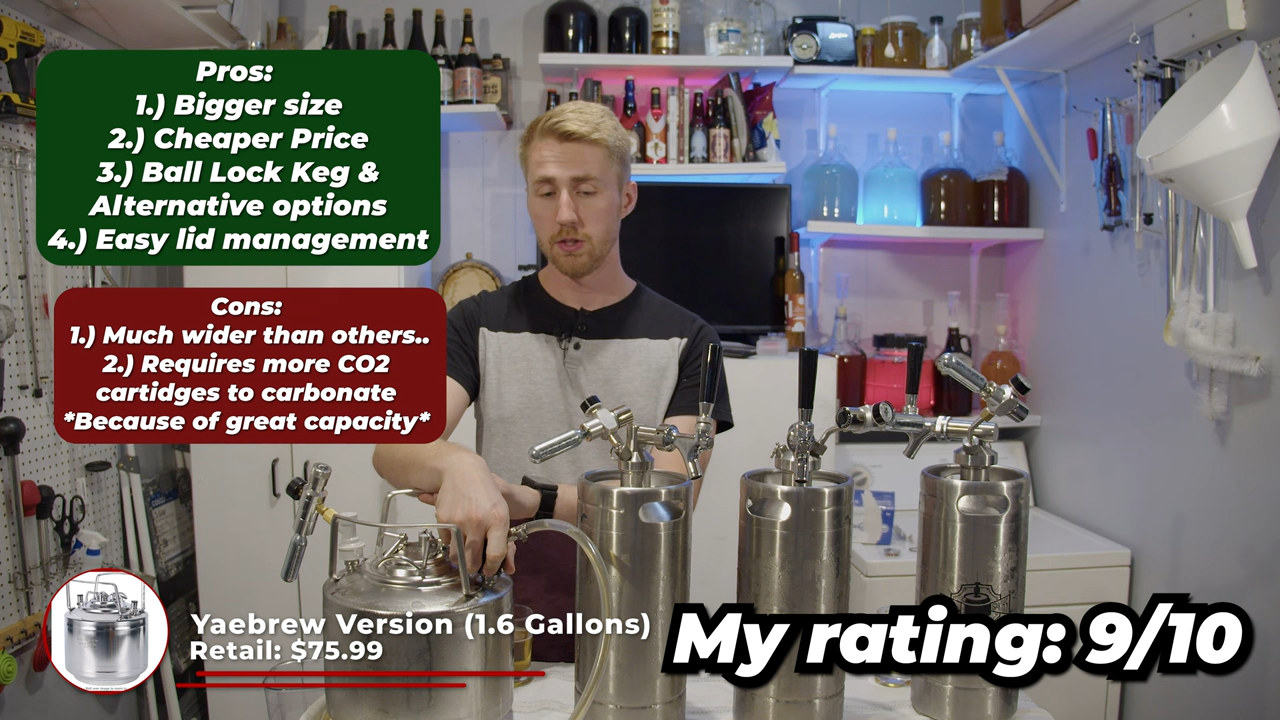 Pros:
1.) Bigger size
2.) Cheaper Price
3.) Ball Lock Keg &
Alternative options
4.) Easy lid management
Cons:
1.) Much wider than others..
2.) Requires more CO2
cartidges to carbonate
*Because of great capacity*
Yaebrew Version (1.6 Gallons)
Retail: $75.99
My rating: 9/10